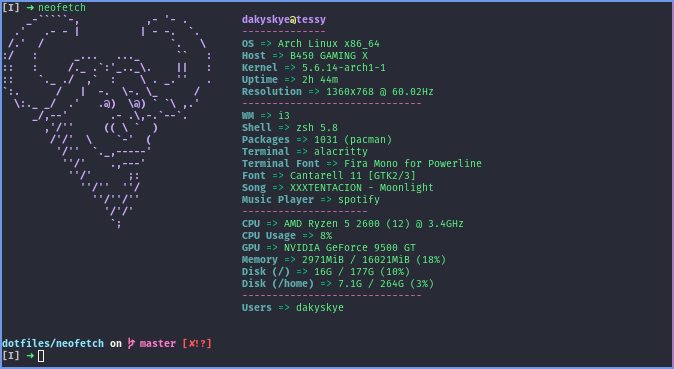 [I] ➜ neofetch
dakyskye@tessy
--------------
OS => Arch Linux x86_64
Host => B450 GAMING X
Kernel => 5.6.14-arch1-1
Uptime => 2h 44m
Resolution => 1360x768 @ 60.02Hz
------------------------------
WM => i3
Shell => zsh 5.8
Packages => 1031 (pacman)
Terminal => alacritty
Terminal Font => Fira Mono for Powerline
Font => Cantarell 11 [GTK2/3]
Song => XXXTENTACION - Moonlight
Music Player => spotify
---------------------
CPU => AMD Ryzen 5 2600 (12) @ 3.4GHz
CPU Usage => 8%
GPU => NVIDIA GeForce 9500 GT
Memory => 2971MiB / 16021MiB (18%)
Disk (/) => 16G / 177G (10%)
Disk (/home) => 7.1G / 264G (3%)
------------------------------
Users => dakyskye
dotfiles/neofetch on master [✘!?]
[I] ➜